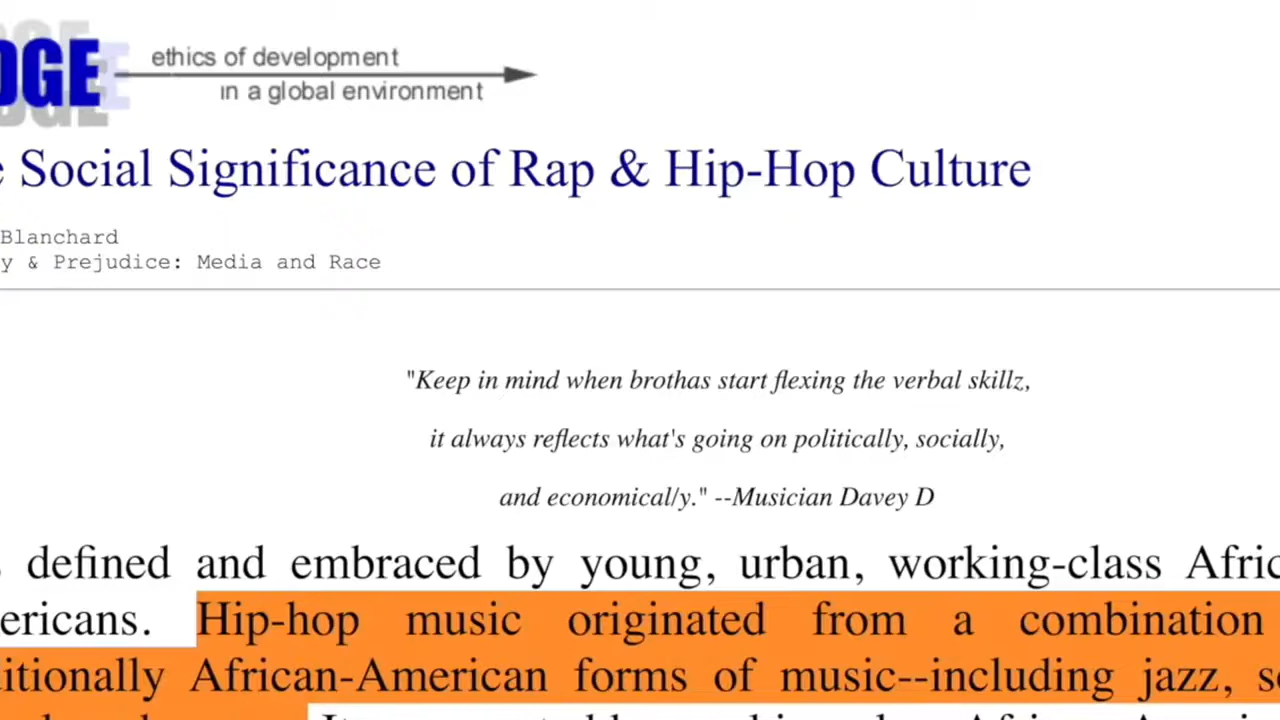 DGE
ethics of development
in a global environment
Social Significance of Rap & Hip-Hop Culture
Blanchard
y & Prejudice: Media and Race
"Keep in mind when brothas start flexing the verbal skillz,
it always reflects what's going on politically, socially,
and economical/y." --Musician Davey D
defined and embraced by young, urban, working-class Afric
ericans. Hip-hop music originated from a combination
itionally African-American forms of music--including jazz, s